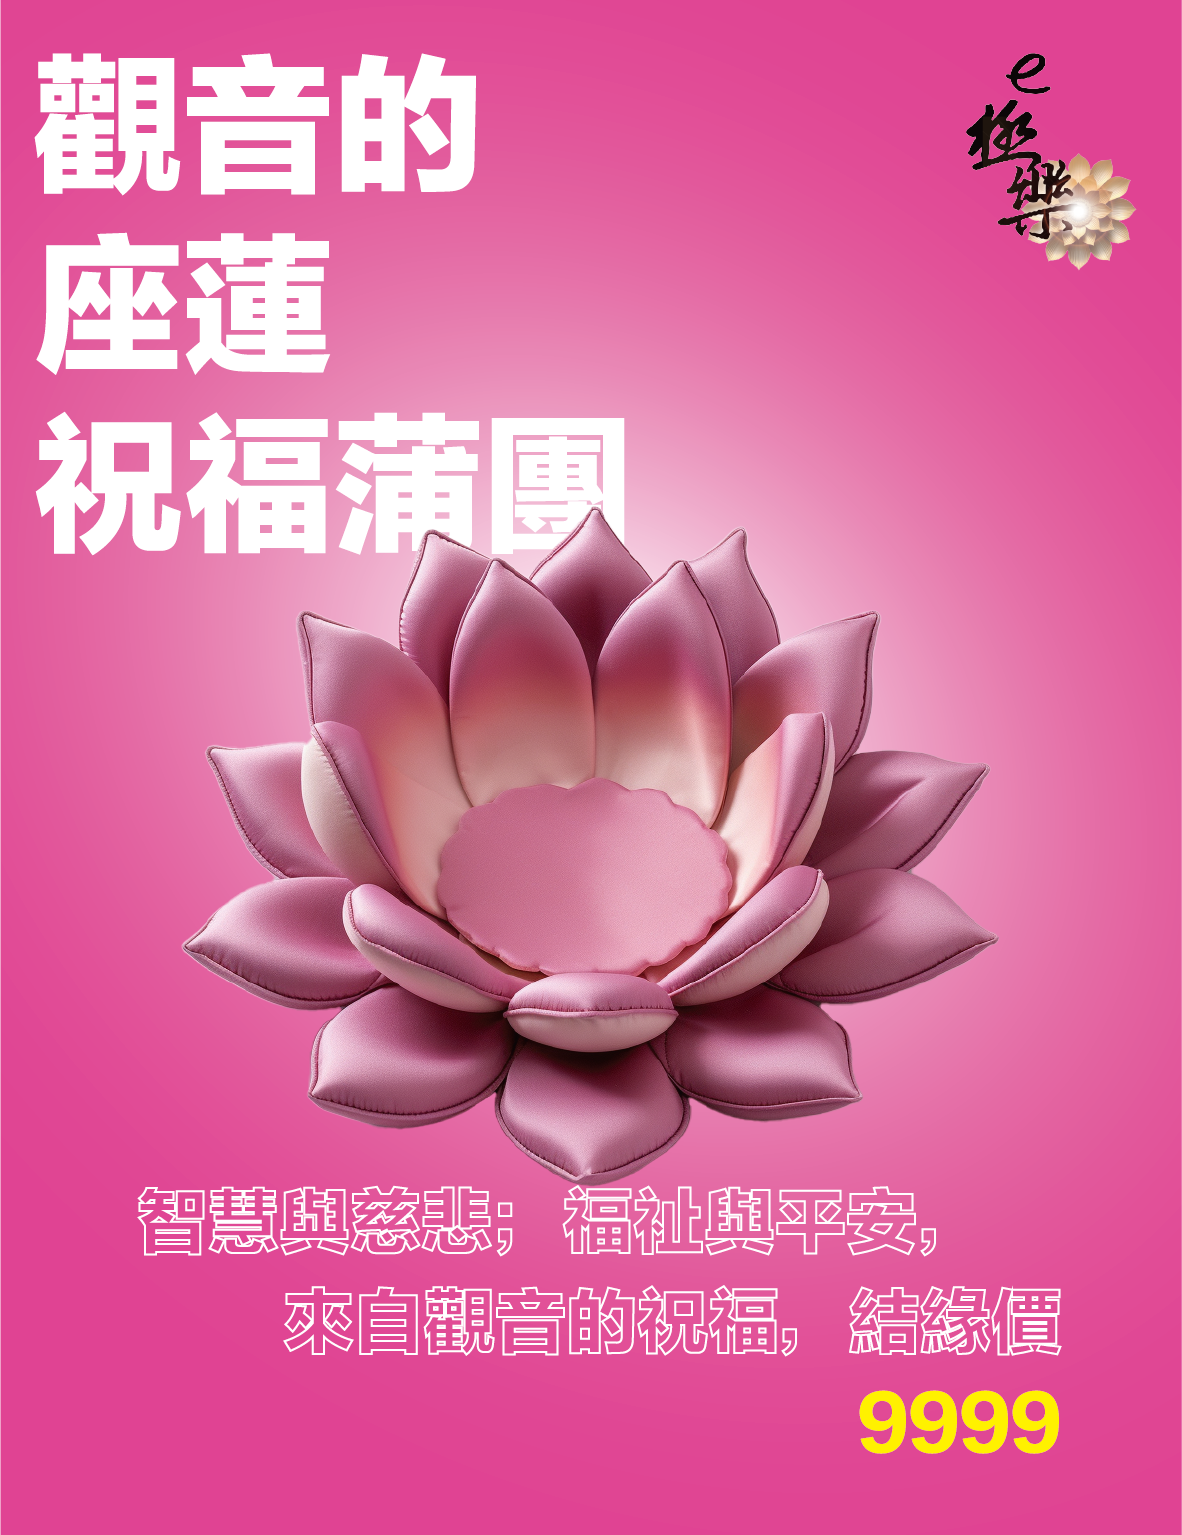 觀音的
座蓮
祝福蒲團
e
極
樂
智慧與慈悲； 福祉與平安，
來自觀音的祝福， 結緣價
9999